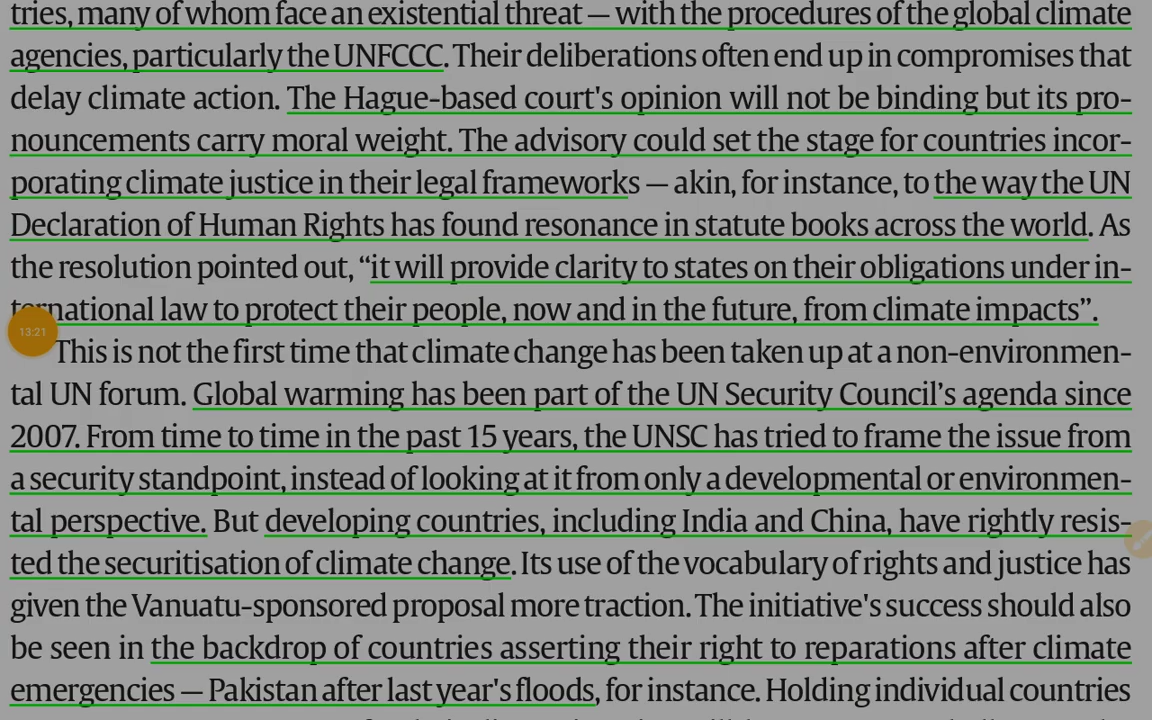 tries, many of whom face an existential threat — with the procedures of the global climate
agencies, particularly the UNFCCC. Their deliberations often end up in compromises that
delay climate action. The Hague-based court's opinion will not be binding but its pro-
nouncements carry moral weight. The advisory could set the stage for countries incor-
porating climate justice in their legal frameworks — akin, for instance, to the way the UN
Declaration of Human Rights has found resonance in statute books across the world. As
the resolution pointed out, “it will provide clarity to states on their obligations under in-
ternational law to protect their people, now and in the future, from climate impacts”.
13:21
This is not the first time that climate change has been taken up at a non-environmen-
tal UN forum. Global warming has been part of the UN Security Council’s agenda since
2007. From time to time in the past 15 years, the UNSC has tried to frame the issue from
a security standpoint, instead of looking at it from only a developmental or environmen-
tal perspective. But developing countries, including India and China, have rightly resis-
ted the securitisation of climate change. Its use of the vocabulary of rights and justice has
given the Vanuatu-sponsored proposal more traction. The initiative's success should also
be seen in the backdrop of countries asserting their right to reparations after climate
emergencies — Pakistan after last year's floods, for instance. Holding individual countries